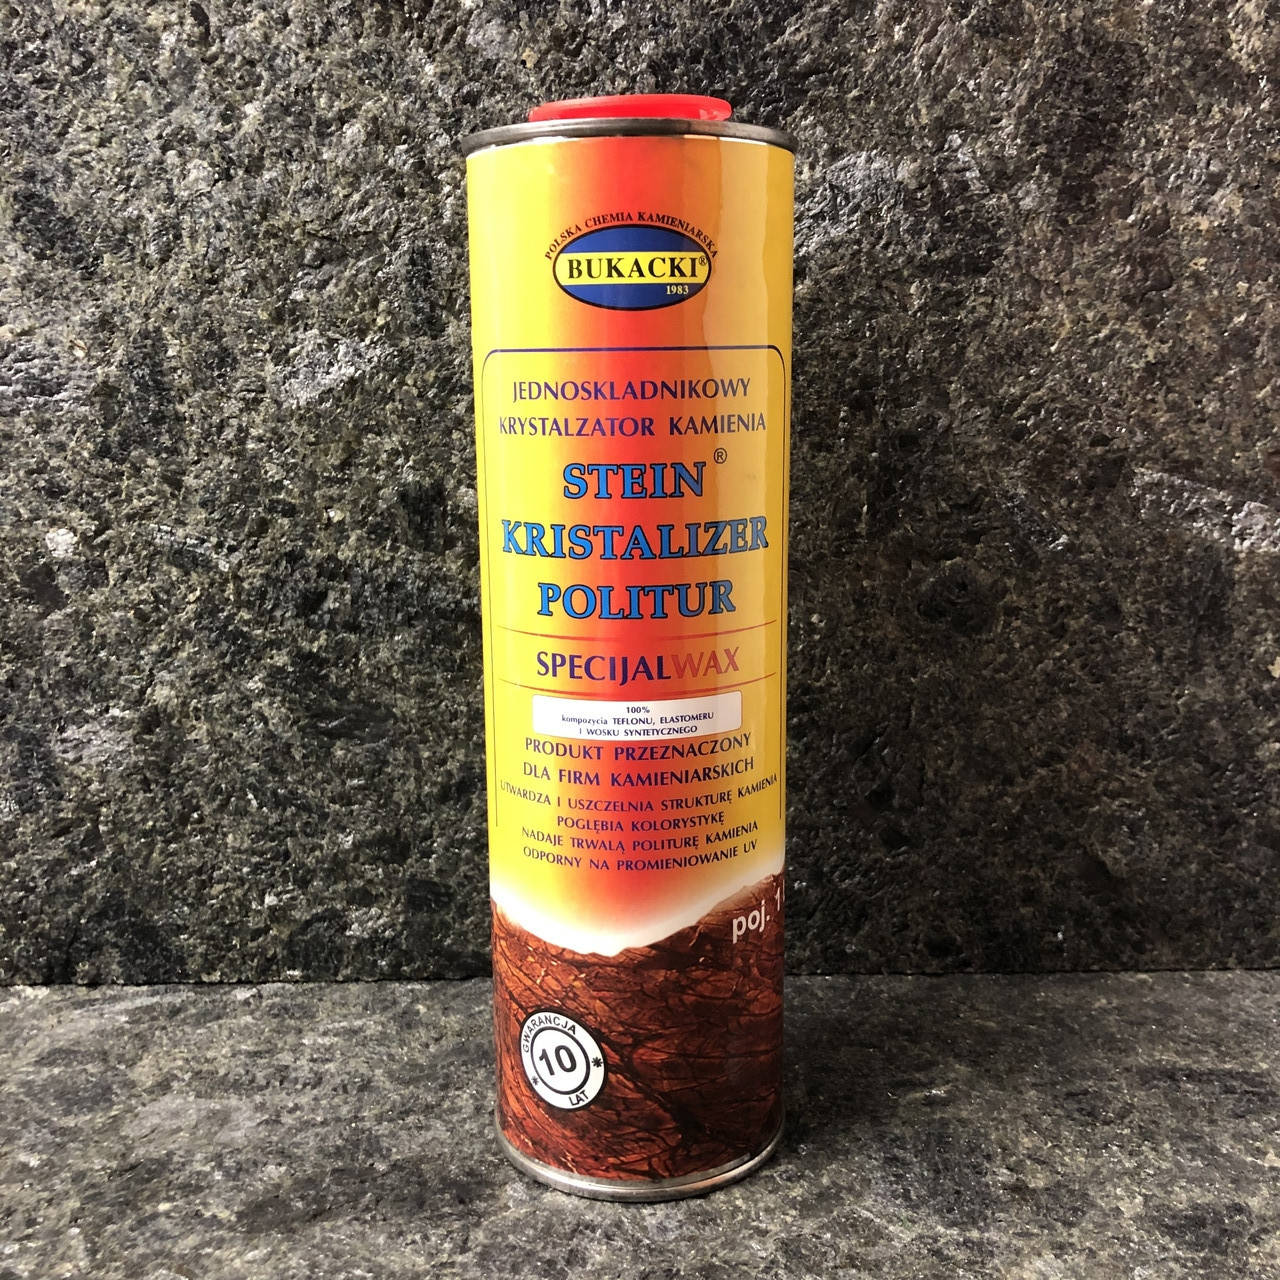 POLSKA CHEMIA KAMIENIARSKA
BUKACKI®
1983
JEDNOSKLADNIKOWY
KRYSTALZATOR KAMIENIA
STEIN®
KRISTALIZER
POLITUR
SPECIJALWAX
100%
kompozycia TEFLONU, ELASTOMERU
I WOSKU SYNTETYCZNEGO
PRODUKT PRZEZNACZONY
DLA FIRM KAMIENIARSKICH
UTWARDZA I USZCZELNIA STRUKTURĘ KAMIENIA
POGŁĘBIA KOLORYSTYKĘ
NADAJE TRWAŁĄ POLITURĘ KAMIENIA
ODPORNY NA PROMIENIOWANIE UV
poj. 1
GWARANCJA
10
LAT